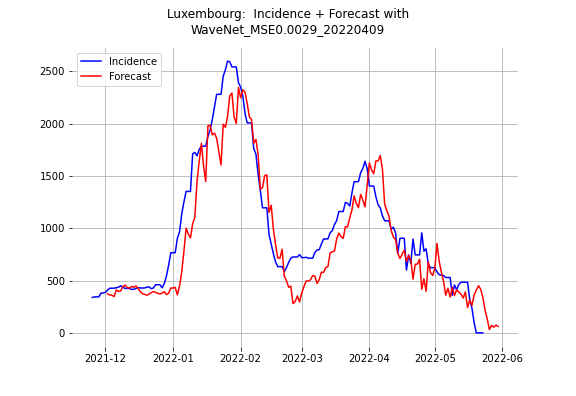 Luxembourg:  Incidence + Forecast with
WaveNet_MSE0.0029_20220409
Incidence
Forecast
2500
2000
1500
1000
500
0
2021-12 2022-01 2022-02 2022-03 2022-04 2022-05 2022-06